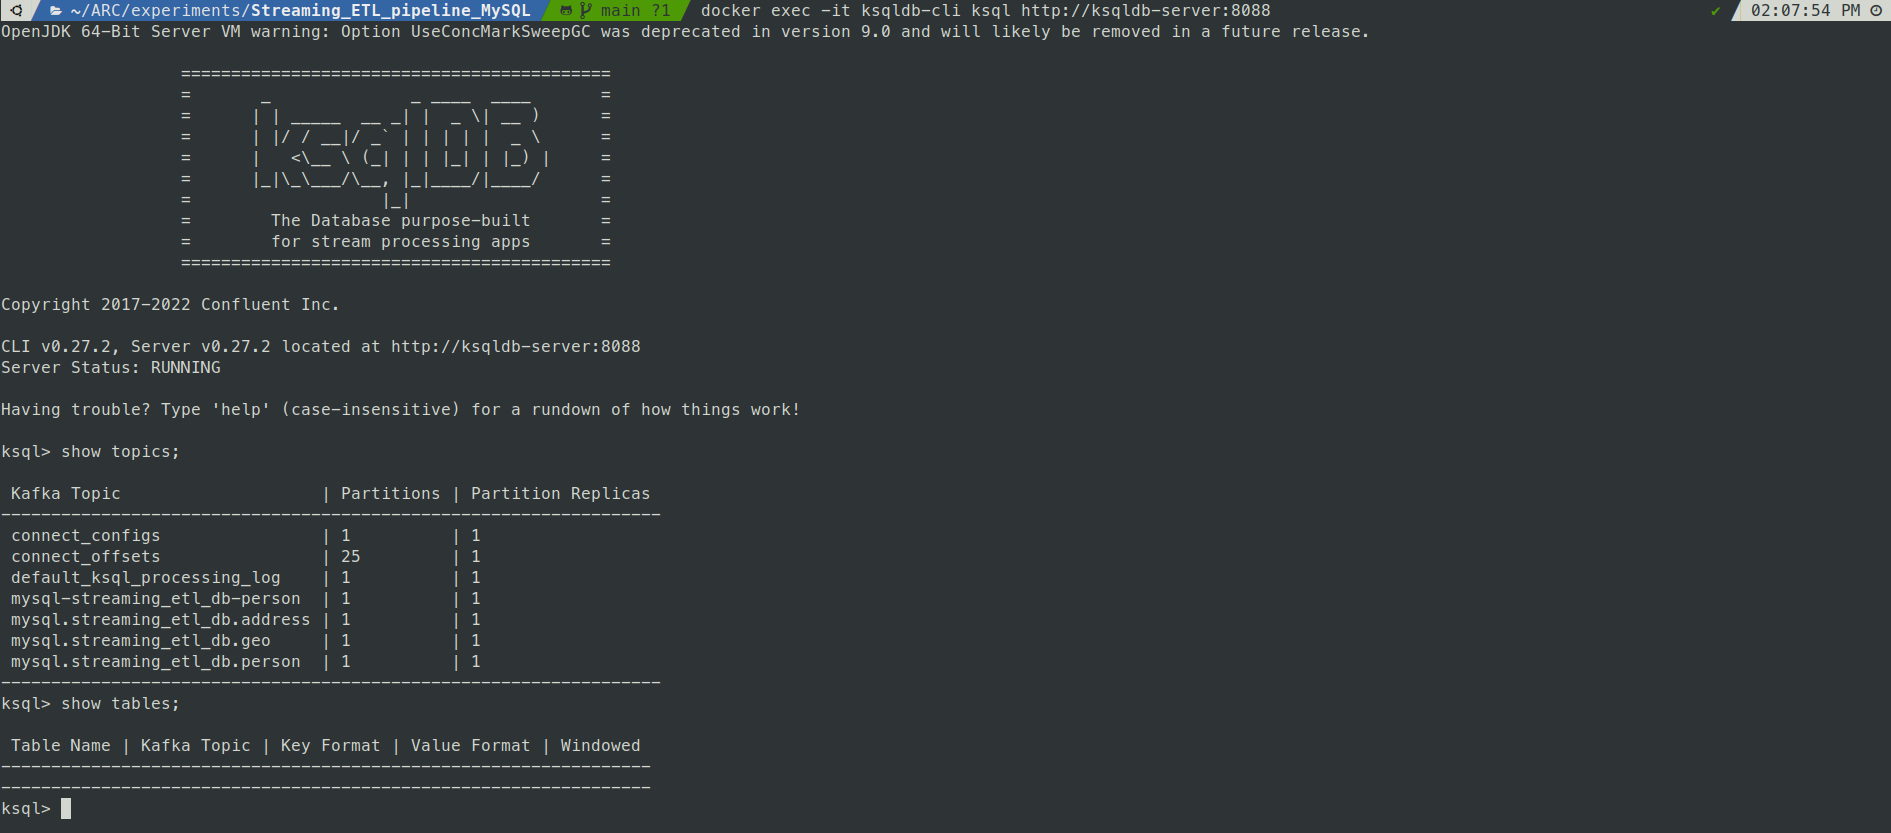 ~/ARC/experiments/Streaming_ETL_pipeline_MySQL main ?1 docker exec -it ksqldb-cli ksql http://ksqldb-server:8088 ✔ 02:07:54 PM
OpenJDK 64-Bit Server VM warning: Option UseConcMarkSweepGC was deprecated in version 9.0 and will likely be removed in a future release.
===========================================
=       _              _ ____  ____       =
=      | | _____  __ _| |  _ \| __ )      =
=      | |/ / __|/ _` | | | | |  _ \      =
=      |   <\__ \ (_| | | |_| | |_) |     =
=      |_|\_\___/\__, |_|____/|____/      =
=                   |_|                   =
=        The Database purpose-built       =
=        for stream processing apps       =
===========================================
Copyright 2017-2022 Confluent Inc.
CLI v0.27.2, Server v0.27.2 located at http://ksqldb-server:8088
Server Status: RUNNING
Having trouble? Type 'help' (case-insensitive) for a rundown of how things work!
ksql> show topics;
Kafka Topic | Partitions | Partition Replicas
------------------------------------------------------------------
connect_configs | 1 | 1
connect_offsets | 25 | 1
default_ksql_processing_log | 1 | 1
mysql-streaming_etl_db-person | 1 | 1
mysql.streaming_etl_db.address | 1 | 1
mysql.streaming_etl_db.geo | 1 | 1
mysql.streaming_etl_db.person | 1 | 1
------------------------------------------------------------------
ksql> show tables;
Table Name | Kafka Topic | Key Format | Value Format | Windowed
-----------------------------------------------------------------
-----------------------------------------------------------------
ksql>